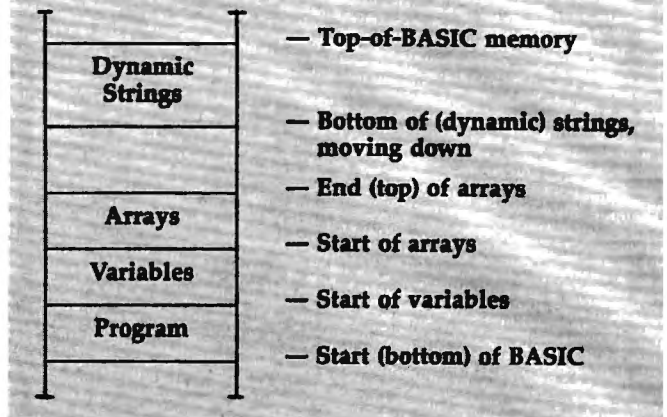 — Top-of-BASIC memory
Dynamic
Strings
— Bottom of (dynamic) strings,
moving down
— End (top) of arrays
Arrays
— Start of arrays
Variables
— Start of variables
Program
— Start (bottom) of BASIC